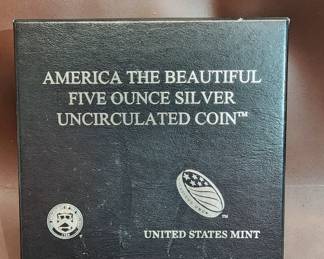 AMERICA THE BEAUTIFUL
FIVE OUNCE SILVER
UNCIRCULATED COIN™
UNITED STATES MINT